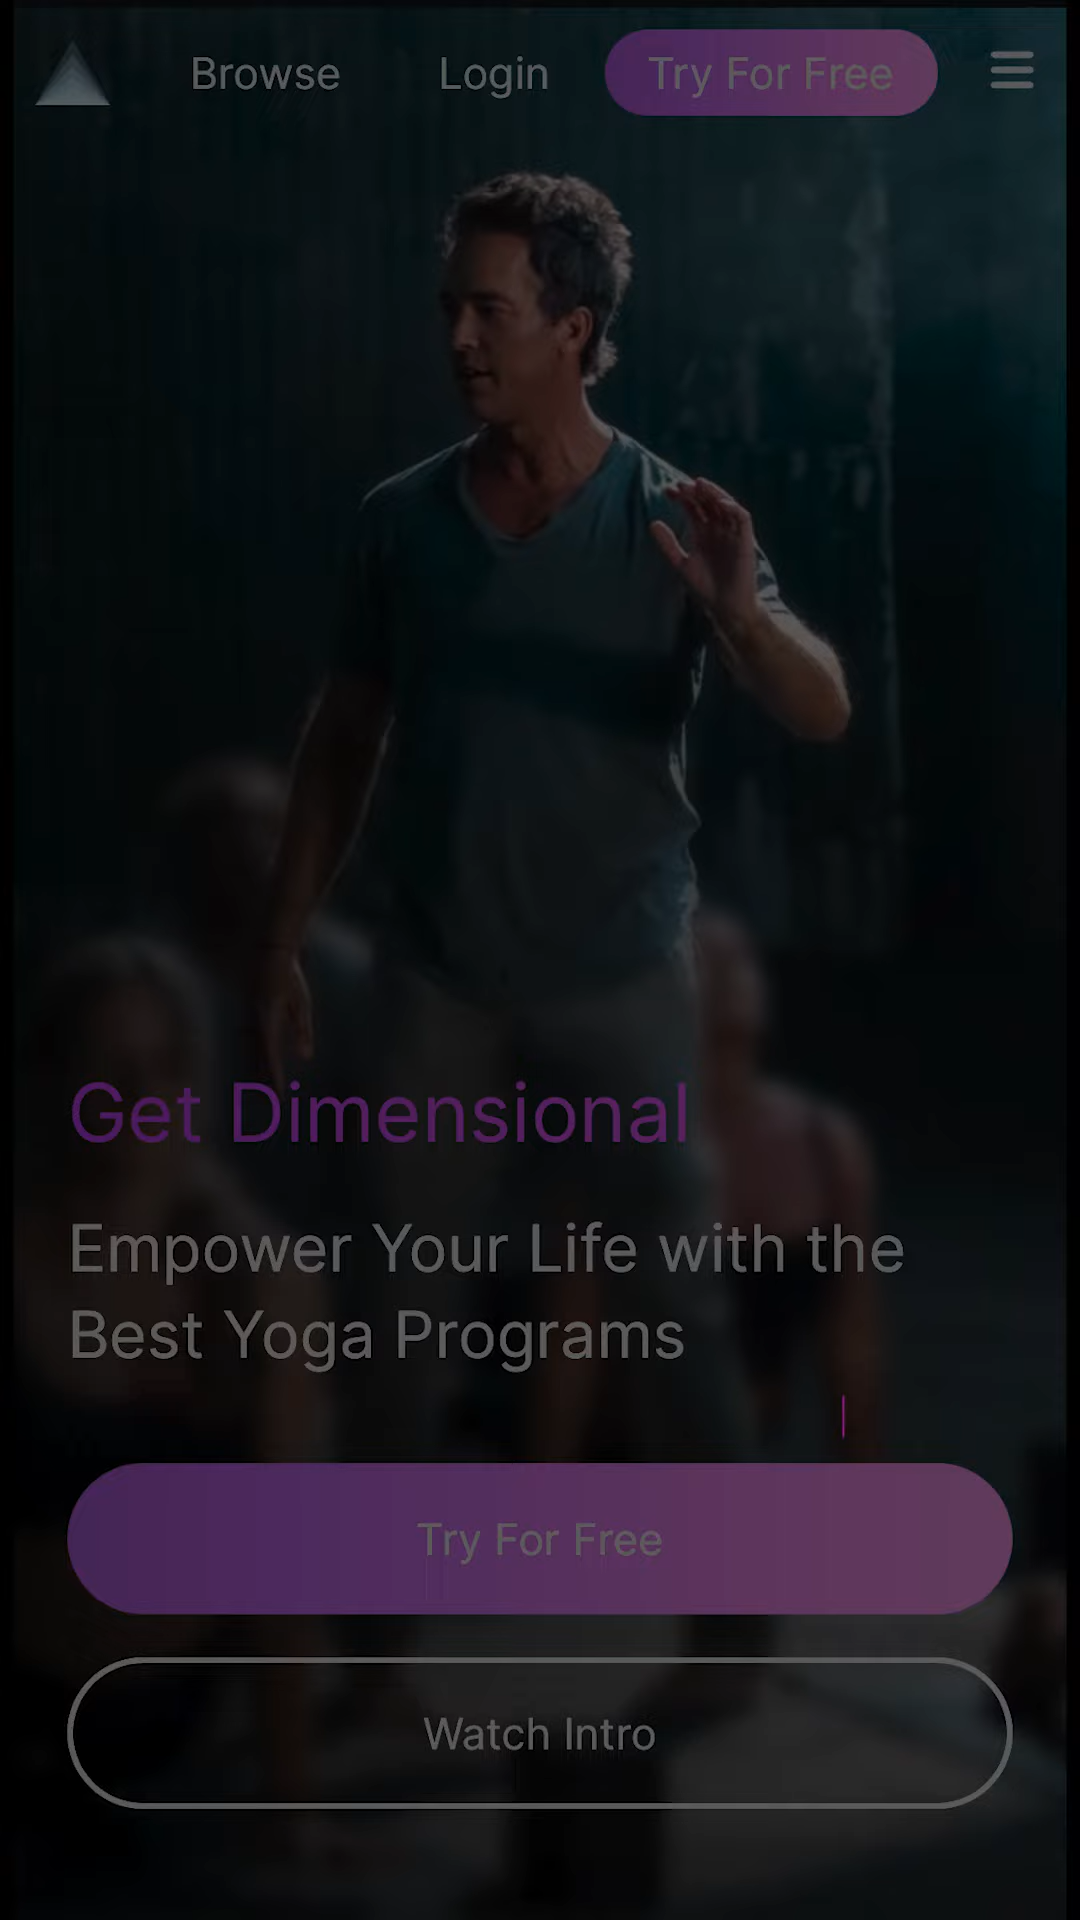 Browse
Login
Try For Free
Get Dimensional
Empower Your Life with the
Best Yoga Programs
Try For Free
Watch Intro